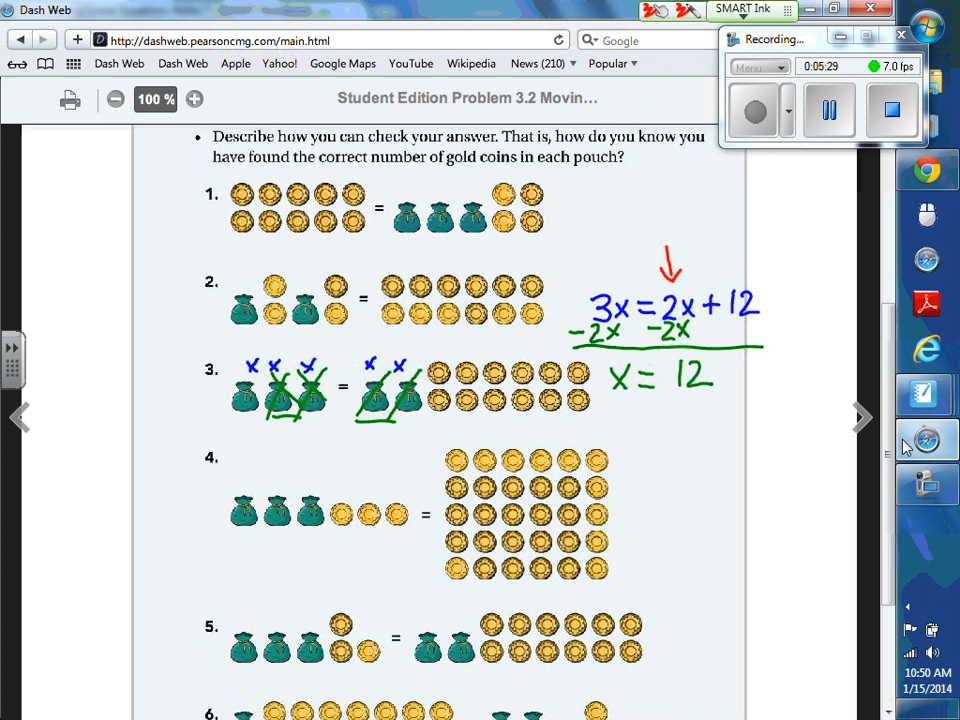 Dash Web
SMART Ink
http://dashweb.pearsoncmg.com/main.html
Google
Recording...
Menu
0:05:29
7.0 fps
Dash Web Dash Web Apple Yahoo! Google Maps YouTube Wikipedia News (210) Popular
100 %
Student Edition Problem 3.2 Movin...
• Describe how you can check your answer. That is, how do you know you
have found the correct number of gold coins in each pouch?
1. =
2. =
3x = 2x + 12
-2x -2x
x x x x x
3. =
x = 12
4. =
5. =
6.
10:50 AM
1/15/2014